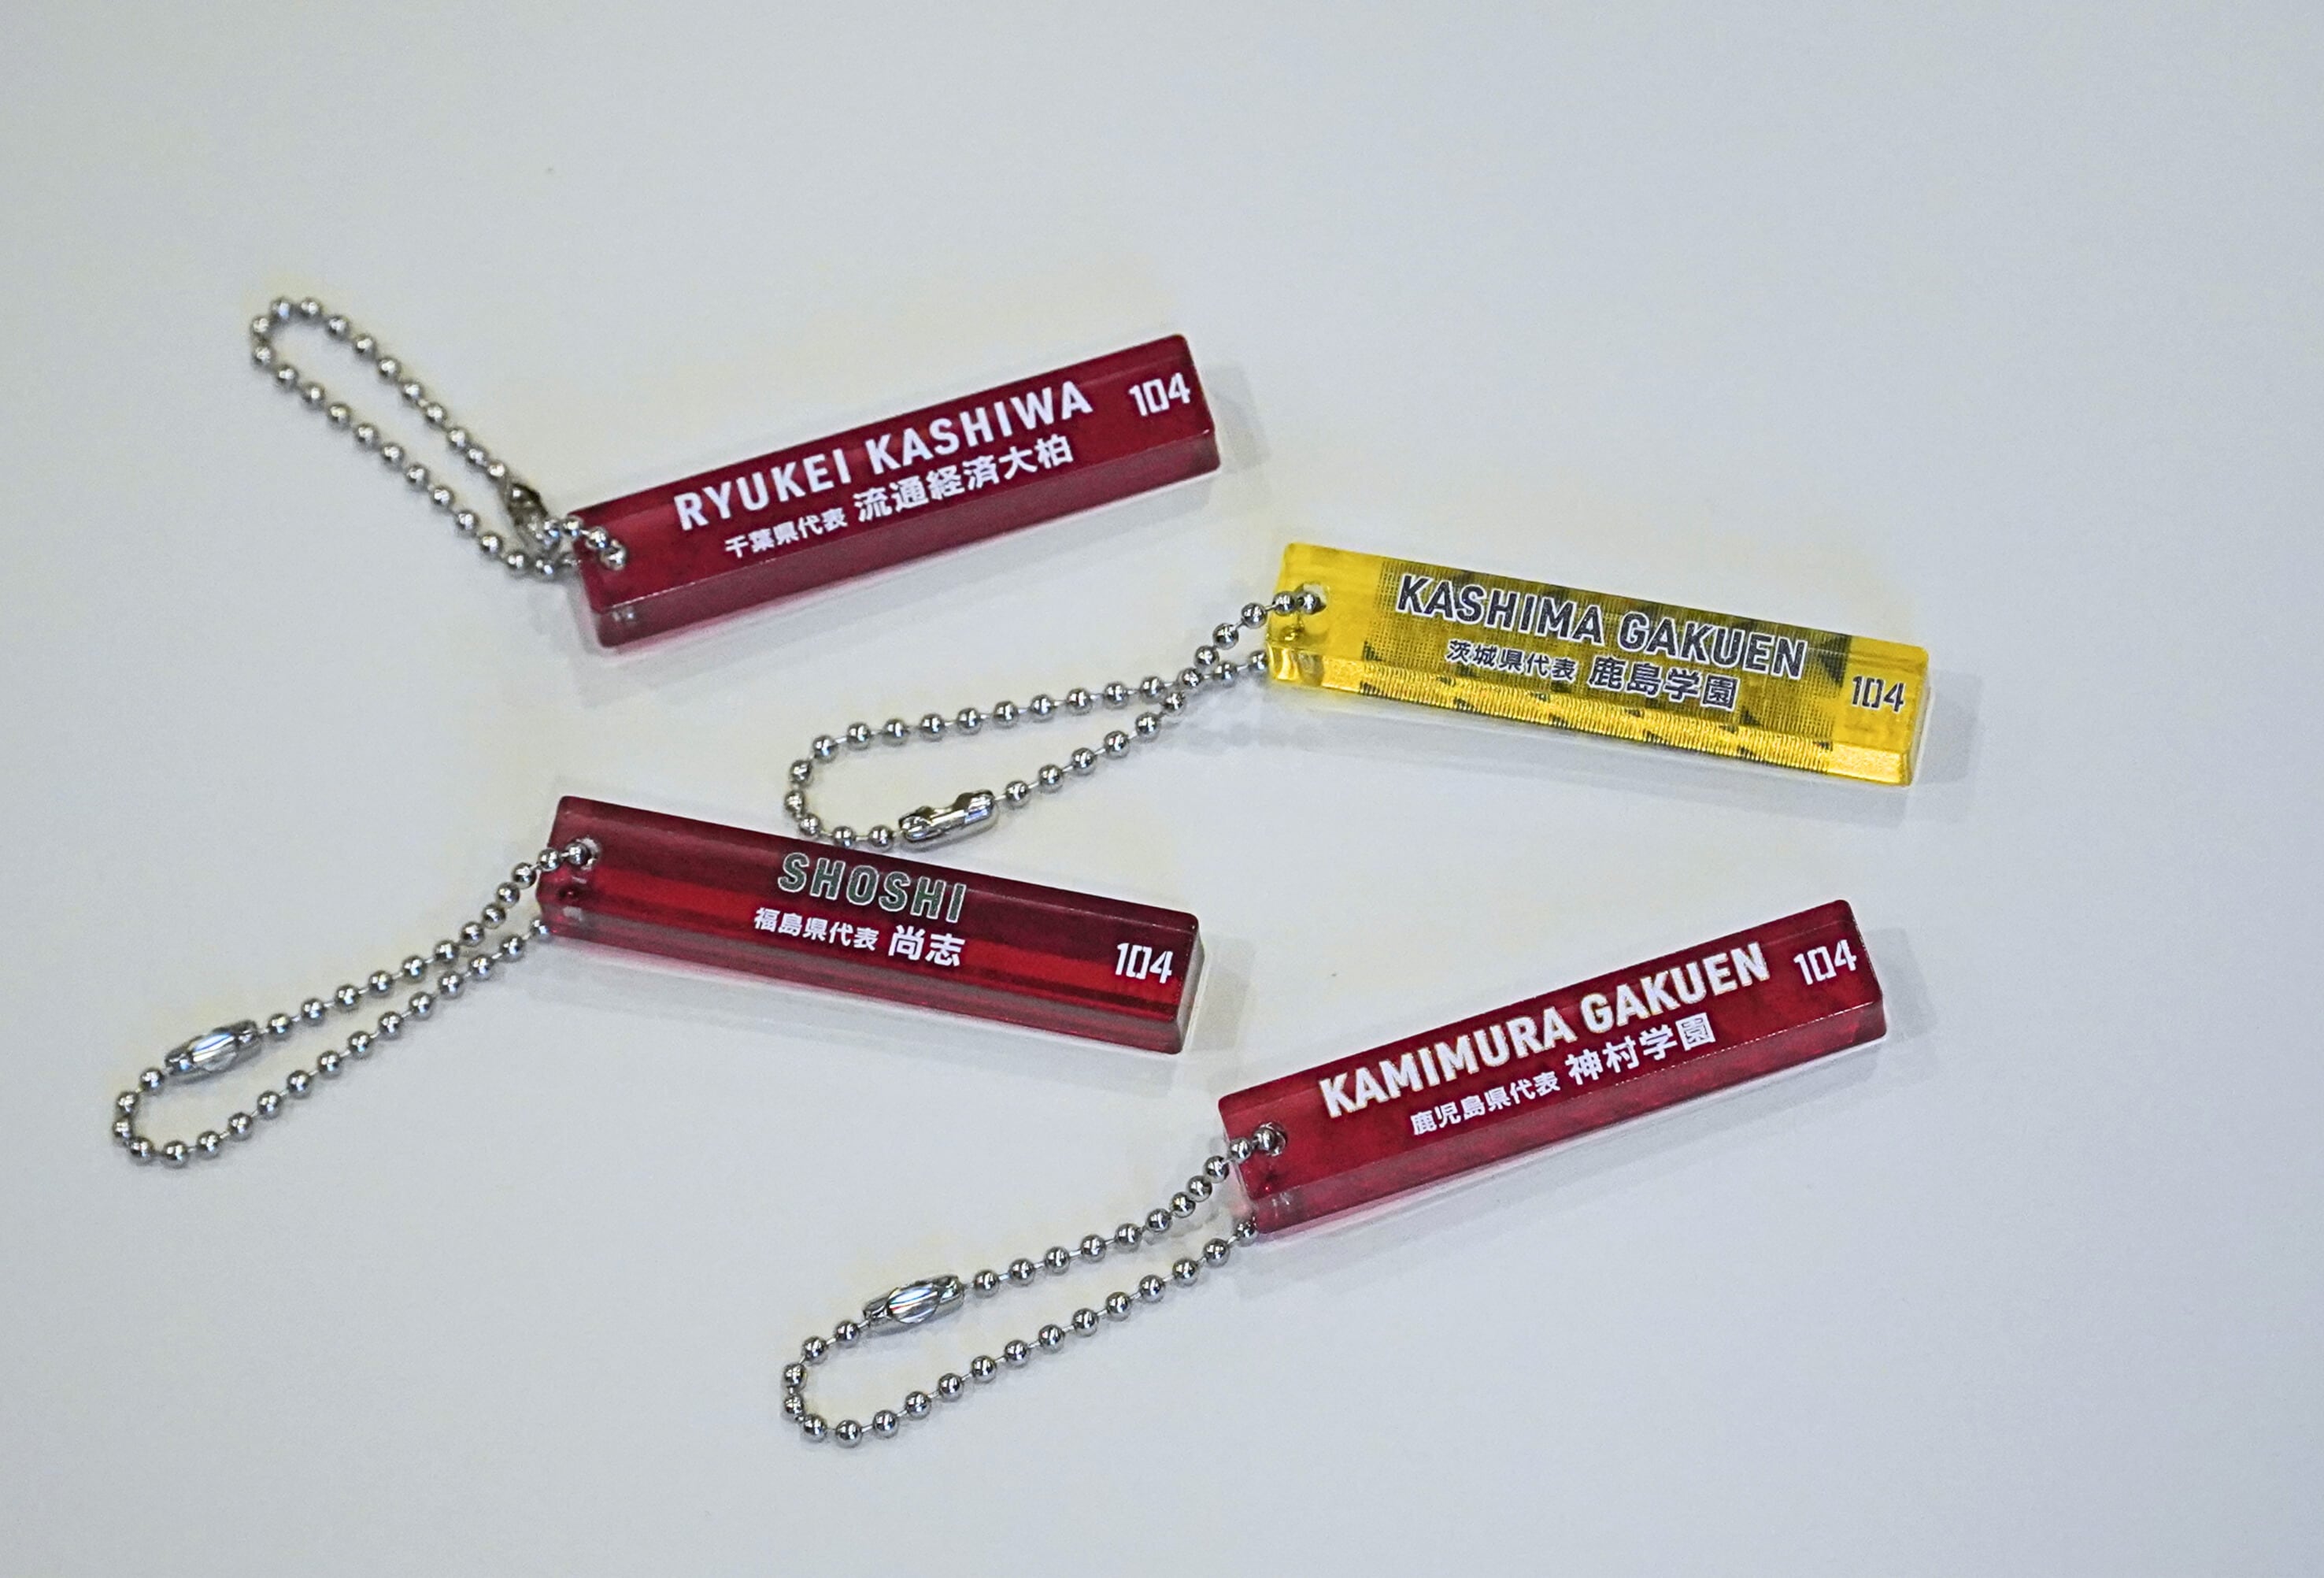 RYUKEI KASHIWA
千葉県代表 流通経済大柏
104
KASHIMA GAKUEN
茨城県代表 鹿島学園
104
SHOSHI
福島県代表 尚志
104
KAMIMURA GAKUEN
鹿児島県代表 神村学園
104